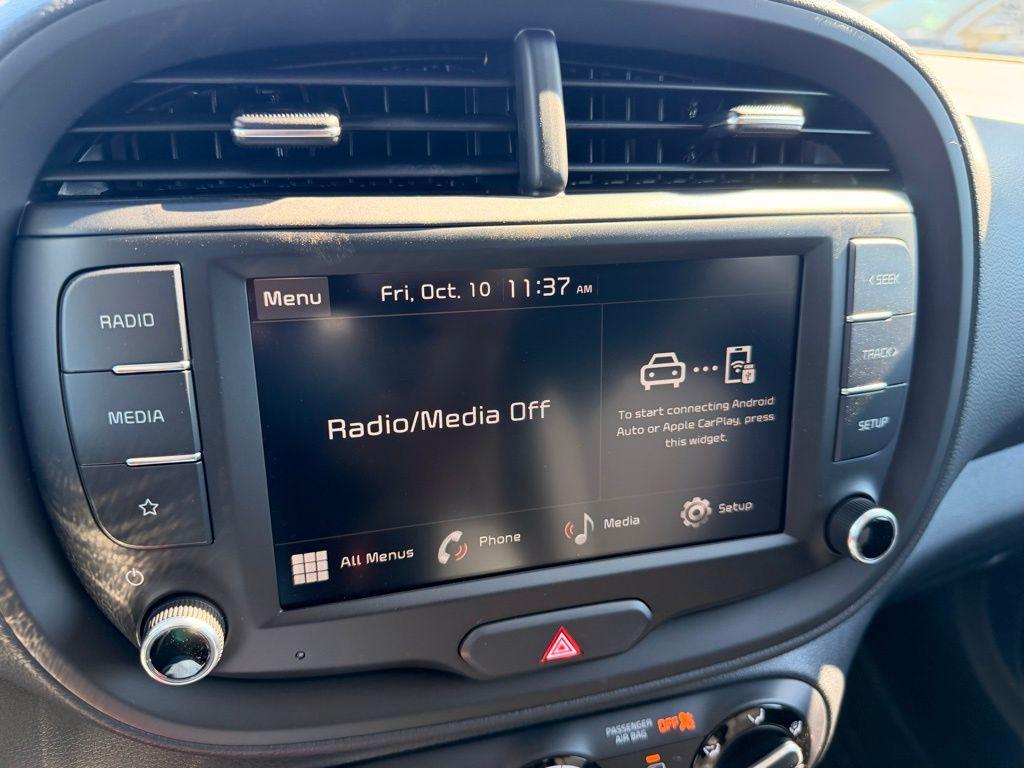 RADIO
MEDIA
Menu
Fri, Oct. 10 11:37 AM
Radio/Media Off
To start connecting Android
Auto or Apple CarPlay, press
this widget.
All Menus
Phone
Media
Setup
< SEEK
TRACK >
SETUP
PASSENGER
AIR BAG
OFF